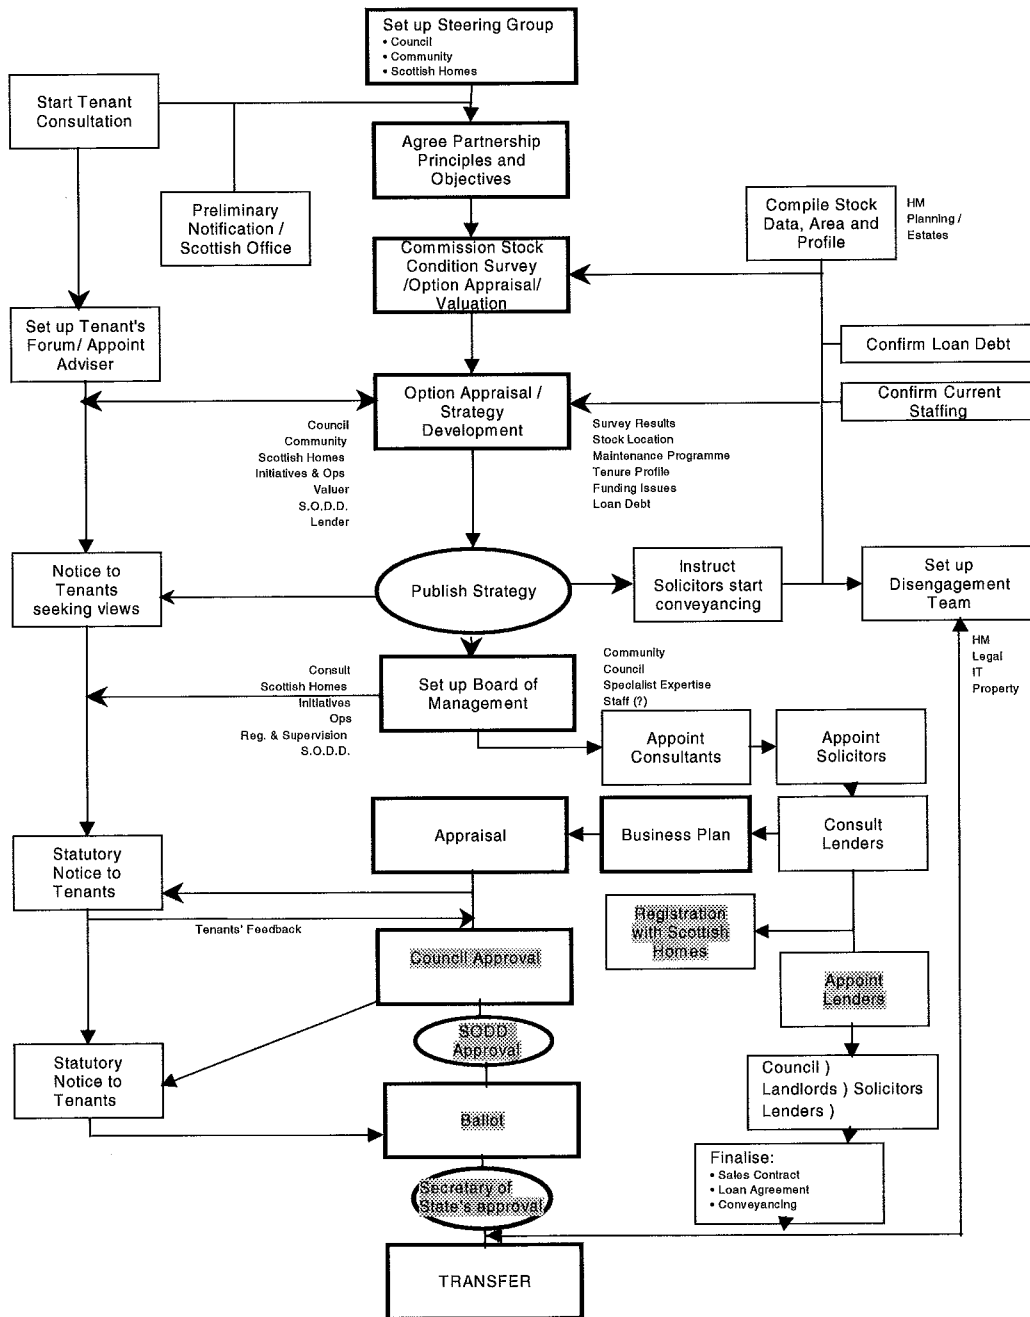 Set up Steering Group
• Council
• Community
• Scottish Homes
Start Tenant
Consultation
Agree Partnership
Principles and
Objectives
Preliminary
Notification /
Scottish Office
Compile Stock
Data, Area and
Profile
HM
Planning /
Estates
Commission Stock
Condition Survey
/Option Appraisal/
Valuation
Set up Tenant's
Forum/ Appoint
Adviser
Confirm Loan Debt
Confirm Current
Staffing
Option Appraisal /
Strategy
Development
Council
Community
Scottish Homes
Initiatives & Ops
Valuer
S.O.D.D.
Lender
Survey Results
Stock Location
Maintenance Programme
Tenure Profile
Funding Issues
Loan Debt
Notice to
Tenants
seeking views
Publish Strategy
Instruct
Solicitors start
conveyancing
Set up
Disengagement
Team
HM
Legal
IT
Property
Consult
Scottish Homes
Initiatives
Ops
Reg. & Supervision
S.O.D.D.
Set up Board of
Management
Community
Council
Specialist Expertise
Staff (?)
Appoint
Consultants
Appoint
Solicitors
Statutory
Notice to
Tenants
Appraisal
Business Plan
Consult
Lenders
Tenants' Feedback
Registration
with Scottish
Homes
Council Approval
Appoint
Lenders
SODD
Approval
Statutory
Notice to
Tenants
Council )
Landlords ) Solicitors
Lenders )
Ballot
Finalise:
• Sales Contract
• Loan Agreement
• Conveyancing
Secretary of
State's approval
TRANSFER